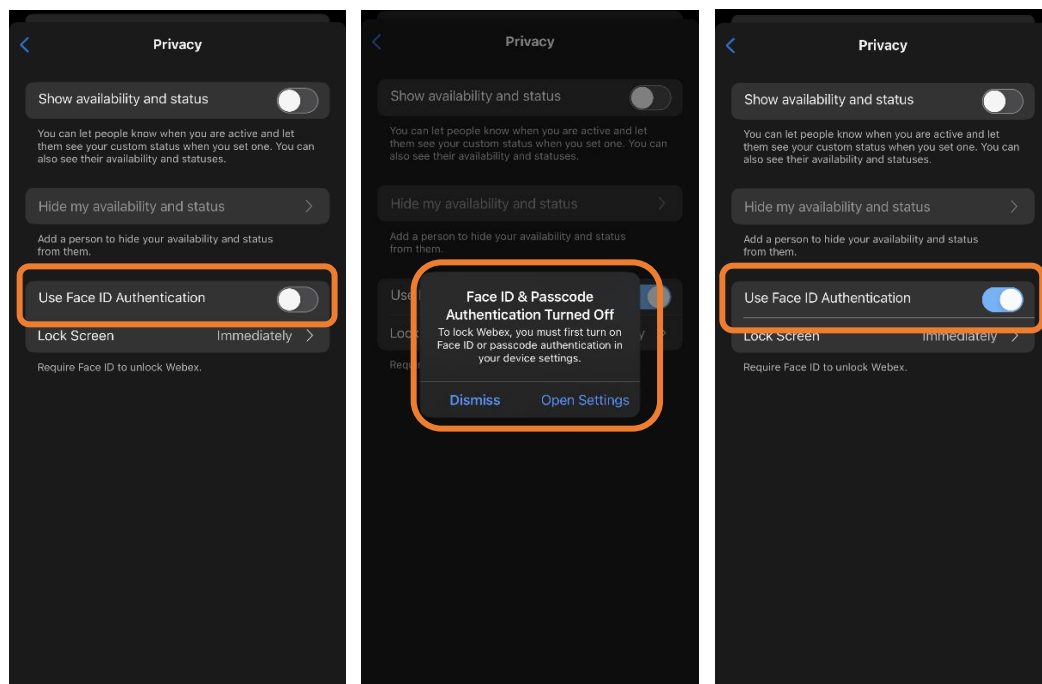 Privacy
Show availability and status
You can let people know when you are active and let
them see your custom status when you set one. You can
also see their availability and statuses.
Hide my availability and status
Add a person to hide your availability and status
from them.
Use Face ID Authentication
Lock Screen Immediately
Require Face ID to unlock Webex.
Privacy
Show availability and status
You can let people know when you are active and let
them see your custom status when you set one. You can
also see their availability and statuses.
Hide my availability and status
Add a person to hide your availability and status
from them.
Use
Face ID & Passcode
Authentication Turned Off
To lock Webex, you must first turn on
Face ID or passcode authentication in
your device settings.
Dismiss Open Settings
Privacy
Show availability and status
You can let people know when you are active and let
them see your custom status when you set one. You can
also see their availability and statuses.
Hide my availability and status
Add a person to hide your availability and status
from them.
Use Face ID Authentication
Lock Screen Immediately
Require Face ID to unlock Webex.